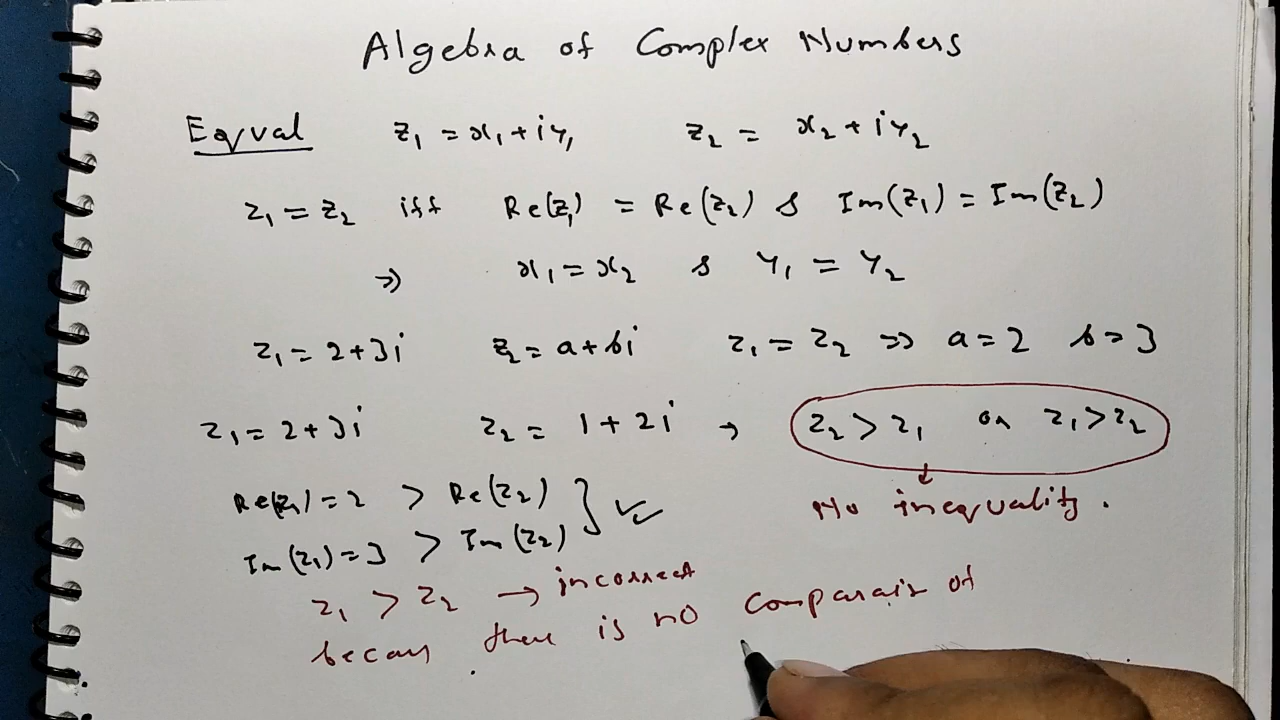 Algebra of Complex Numbers
Equal z₁ = x₁ + iy₁ z₂ = x₂ + iy₂
z₁ = z₂ iff Re(z₁) = Re(z₂) & Im(z₁) = Im(z₂)
⇒ x₁ = x₂ & y₁ = y₂
z₁ = 2+3i z₂ = a+bi z₁ = z₂ ⇒ a=2 b=3
z₁ = 2+3i z₂ = 1+2i → z₂ > z₁ or z₁ > z₂
Re(z₁) = 2 > Re(z₂)
No inequality.
Im(z₁) = 3 > Im(z₂)
z₁ > z₂ → incorrect
becaus there is no comparais of